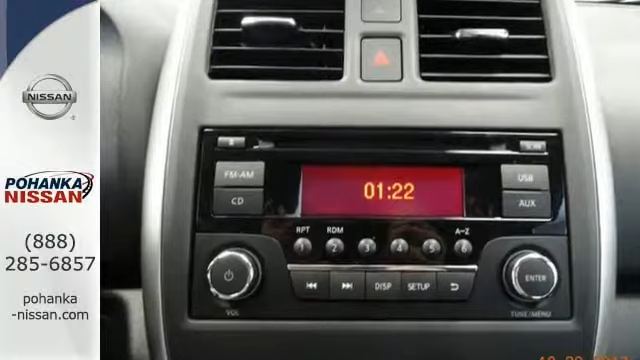 NISSAN
POHANKA
NISSAN
(888)
285-6857
pohanka
-nissan.com
FM-AM
CD
01:22
USB
AUX
RPT RDM A-Z
1 2 3 4 5 6
DISP SETUP
ENTER
VOL
TUNE/MENU